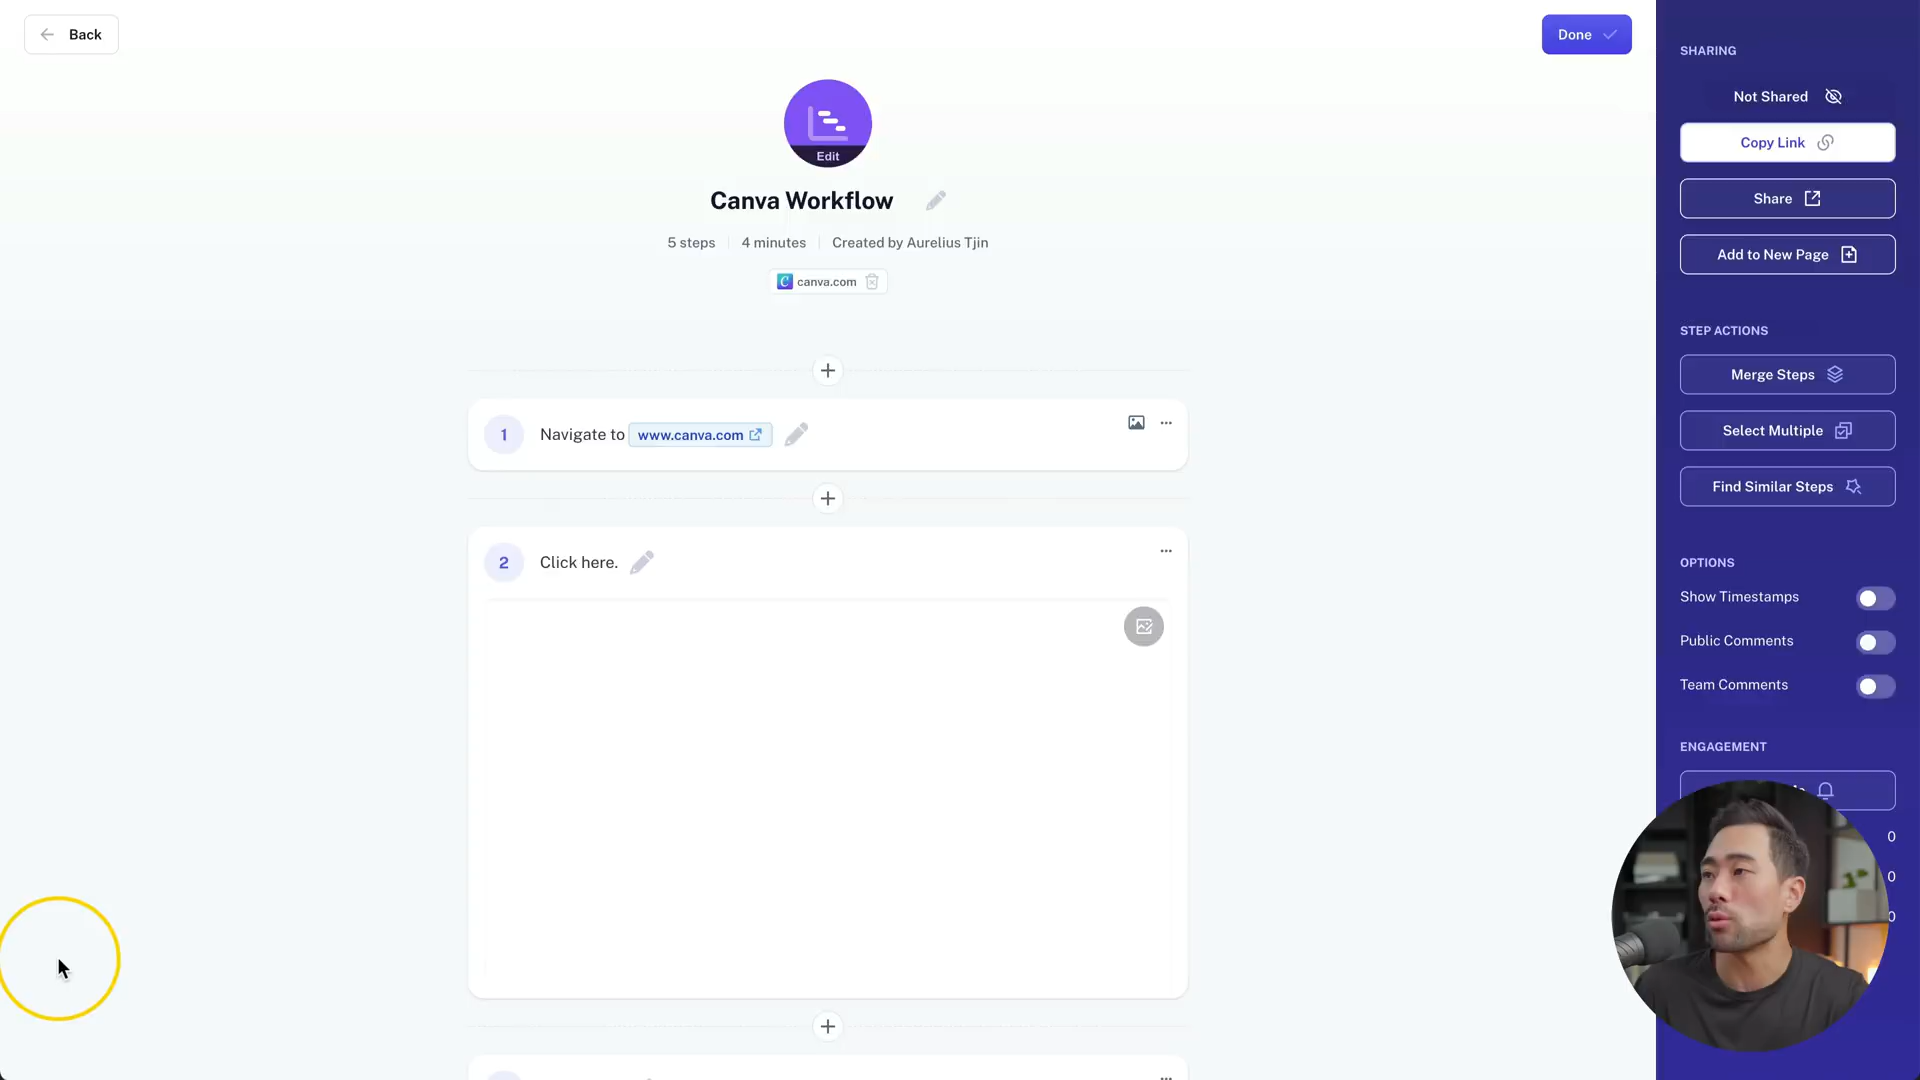 Back
Done
Edit
Canva Workflow
5 steps
4 minutes
Created by Aurelius Tjin
canva.com
1
Navigate to www.canva.com
2
Click here.
SHARING
Not Shared
Copy Link
Share
Add to New Page
STEP ACTIONS
Merge Steps
Select Multiple
Find Similar Steps
OPTIONS
Show Timestamps
Public Comments
Team Comments
ENGAGEMENT
0
0
0